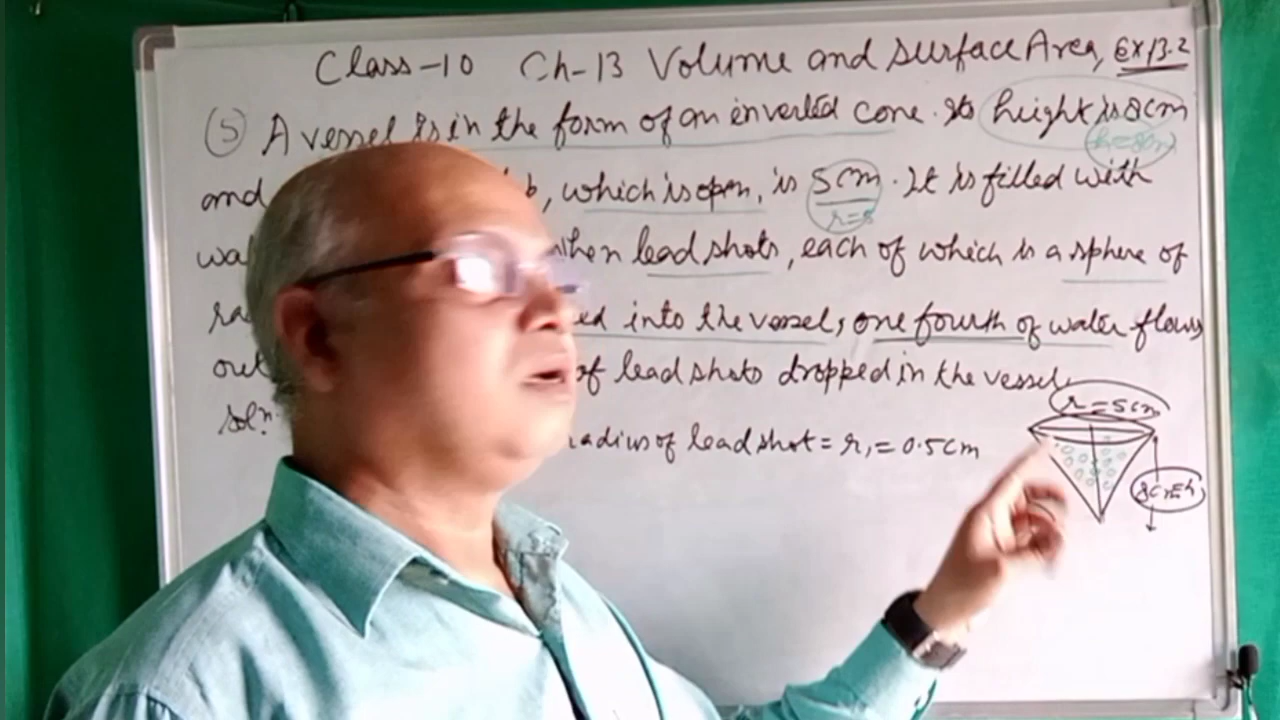 Class-10 Ch-13 Volume and Surface Area, Ex 13.2
(5) A vessel is in the form of an inverted cone. Its height is 8cm
h=8cm
and , which is open, is 5cm. It is filled with
r=5
when lead shots, each of which is a sphere of
into the vessel, one fourth of water flows
out of lead shots dropped in the vessel.
Soln.
r=5cm
radius of lead shot = r₁ = 0.5cm
8cm=h